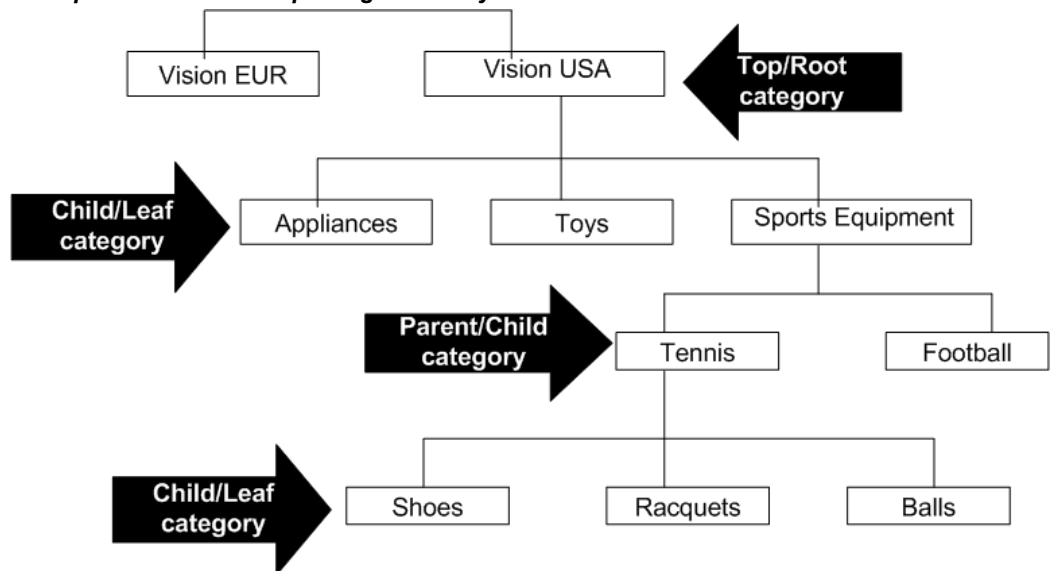 Vision EUR
Vision USA
Top/Root
category
Child/Leaf
category
Appliances
Toys
Sports Equipment
Parent/Child
category
Tennis
Football
Child/Leaf
category
Shoes
Racquets
Balls